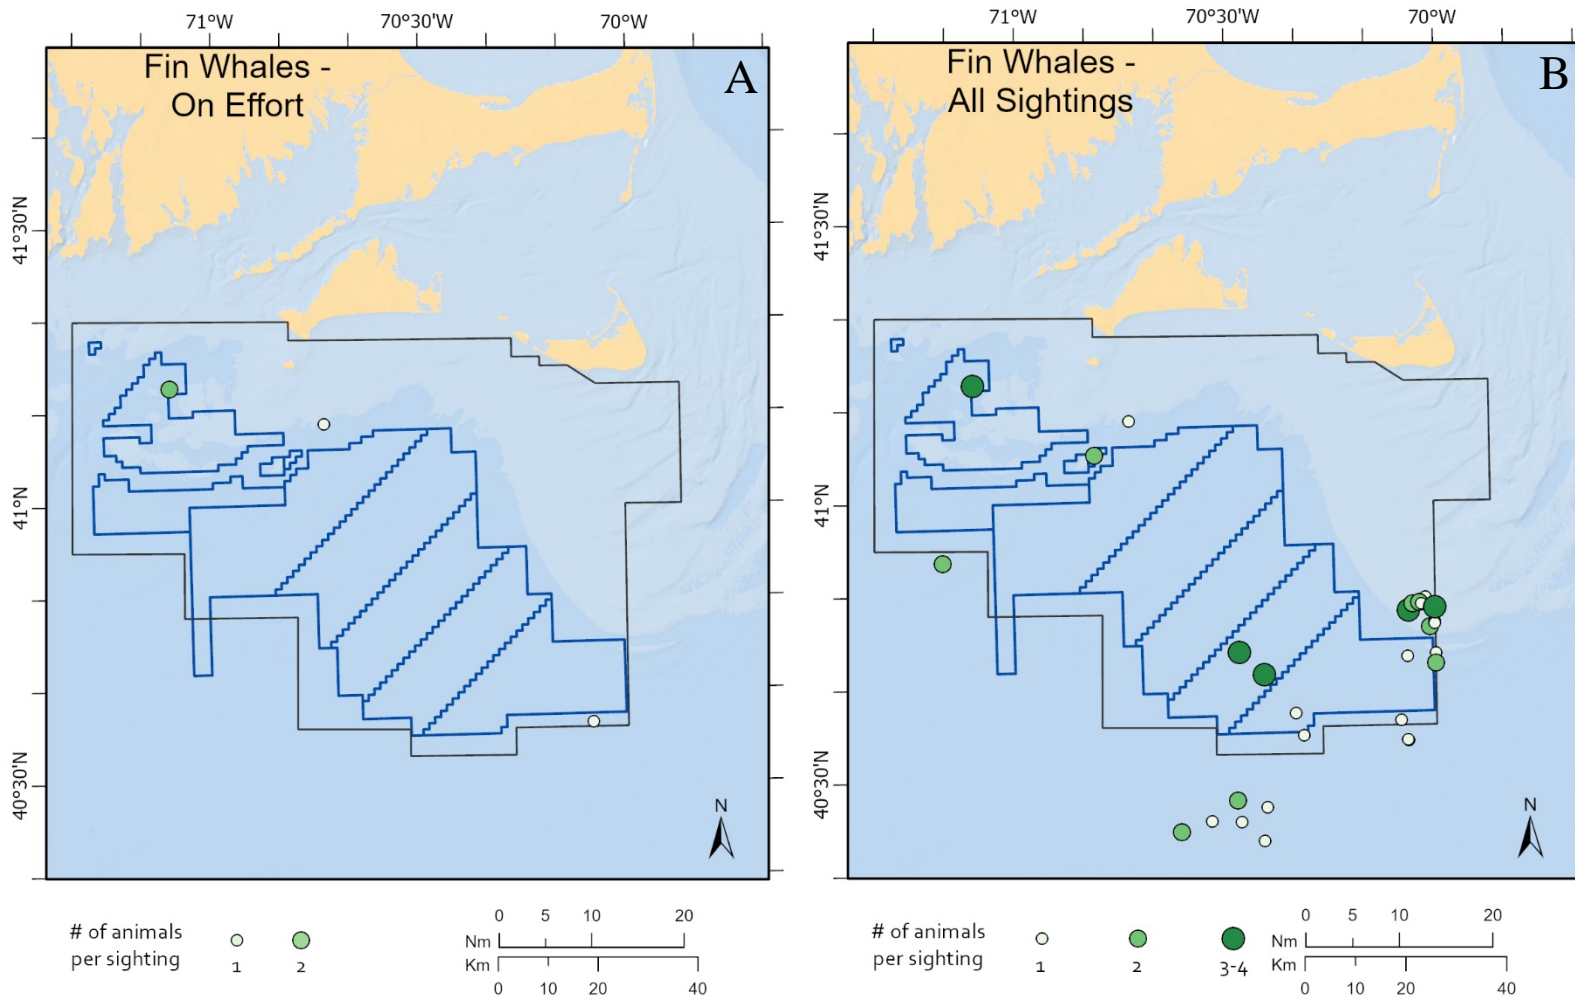 71°W 70°30'W 70°W
Fin Whales -
On Effort
A
41°30'N
41°N
40°30'N
N
# of animals
per sighting
1 2
0 5 10 20
Nm
Km
0 10 20 40
71°W 70°30'W 70°W
Fin Whales -
All Sightings
B
41°30'N
41°N
40°30'N
N
# of animals
per sighting
1 2 3-4
0 5 10 20
Nm
Km
0 10 20 40